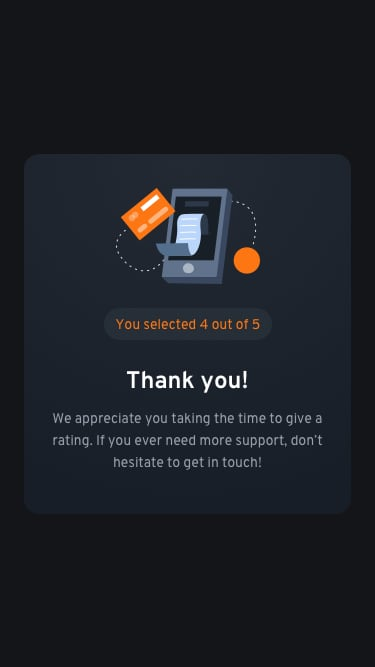 You selected 4 out of 5
Thank you!
We appreciate you taking the time to give a
rating. If you ever need more support, don’t
hesitate to get in touch!